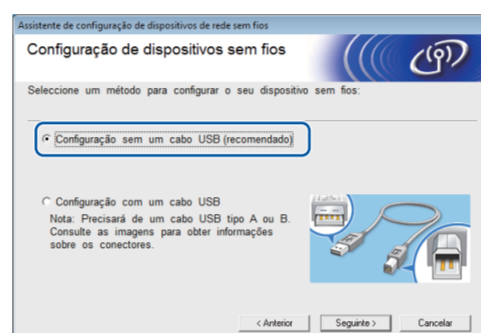 Assistente de configuração de dispositivos de rede sem fios
Configuração de dispositivos sem fios
Seleccione um método para configurar o seu dispositivo sem fios:
Configuração sem um cabo USB (recomendado)
Configuração com um cabo USB
Nota: Precisará de um cabo USB tipo A ou B.
Consulte as imagens para obter informações
sobre os conectores.
< Anterior
Seguinte >
Cancelar